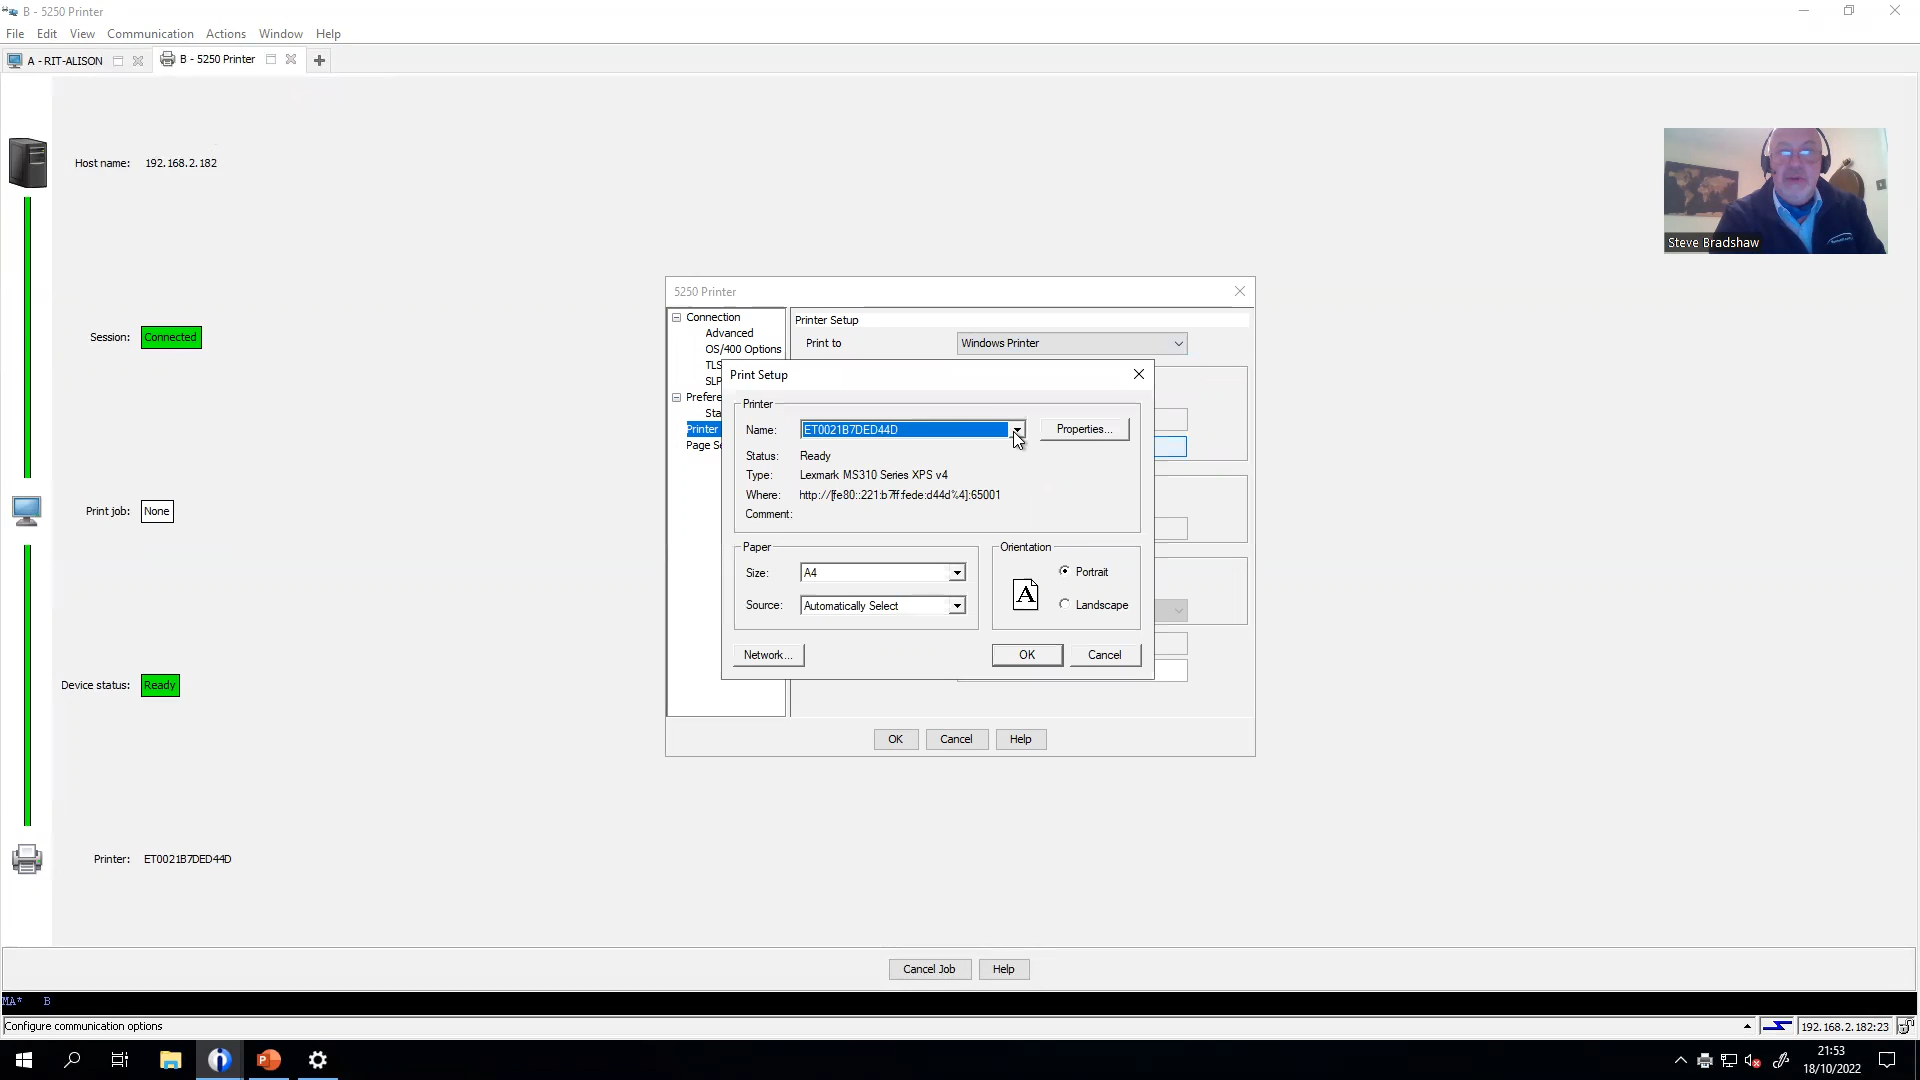 B - 5250 Printer
File Edit View Communication Actions Window Help
A - RIT-ALISON
B - 5250 Printer
Host name: 192.168.2.182
Steve Bradshaw
Session: Connected
5250 Printer
Connection
Advanced
OS/400 Options
TLS
SLP
Prefere
Sta
Printer
Page Se
Printer Setup
Print to Windows Printer
Print Setup
Printer
Name: ET0021B7DED44D Properties...
Status: Ready
Type: Lexmark MS310 Series XPS v4
Where: http://[fe80::221:b7ff:fede:d44d%4]:65001
Comment:
Paper
Size: A4
Source: Automatically Select
Orientation
A
Portrait
Landscape
Network... OK Cancel
OK Cancel Help
Print job: None
Device status: Ready
Printer: ET0021B7DED44D
Cancel Job Help
MA* B
Configure communication options
192.168.2.182:23
21:53
18/10/2022